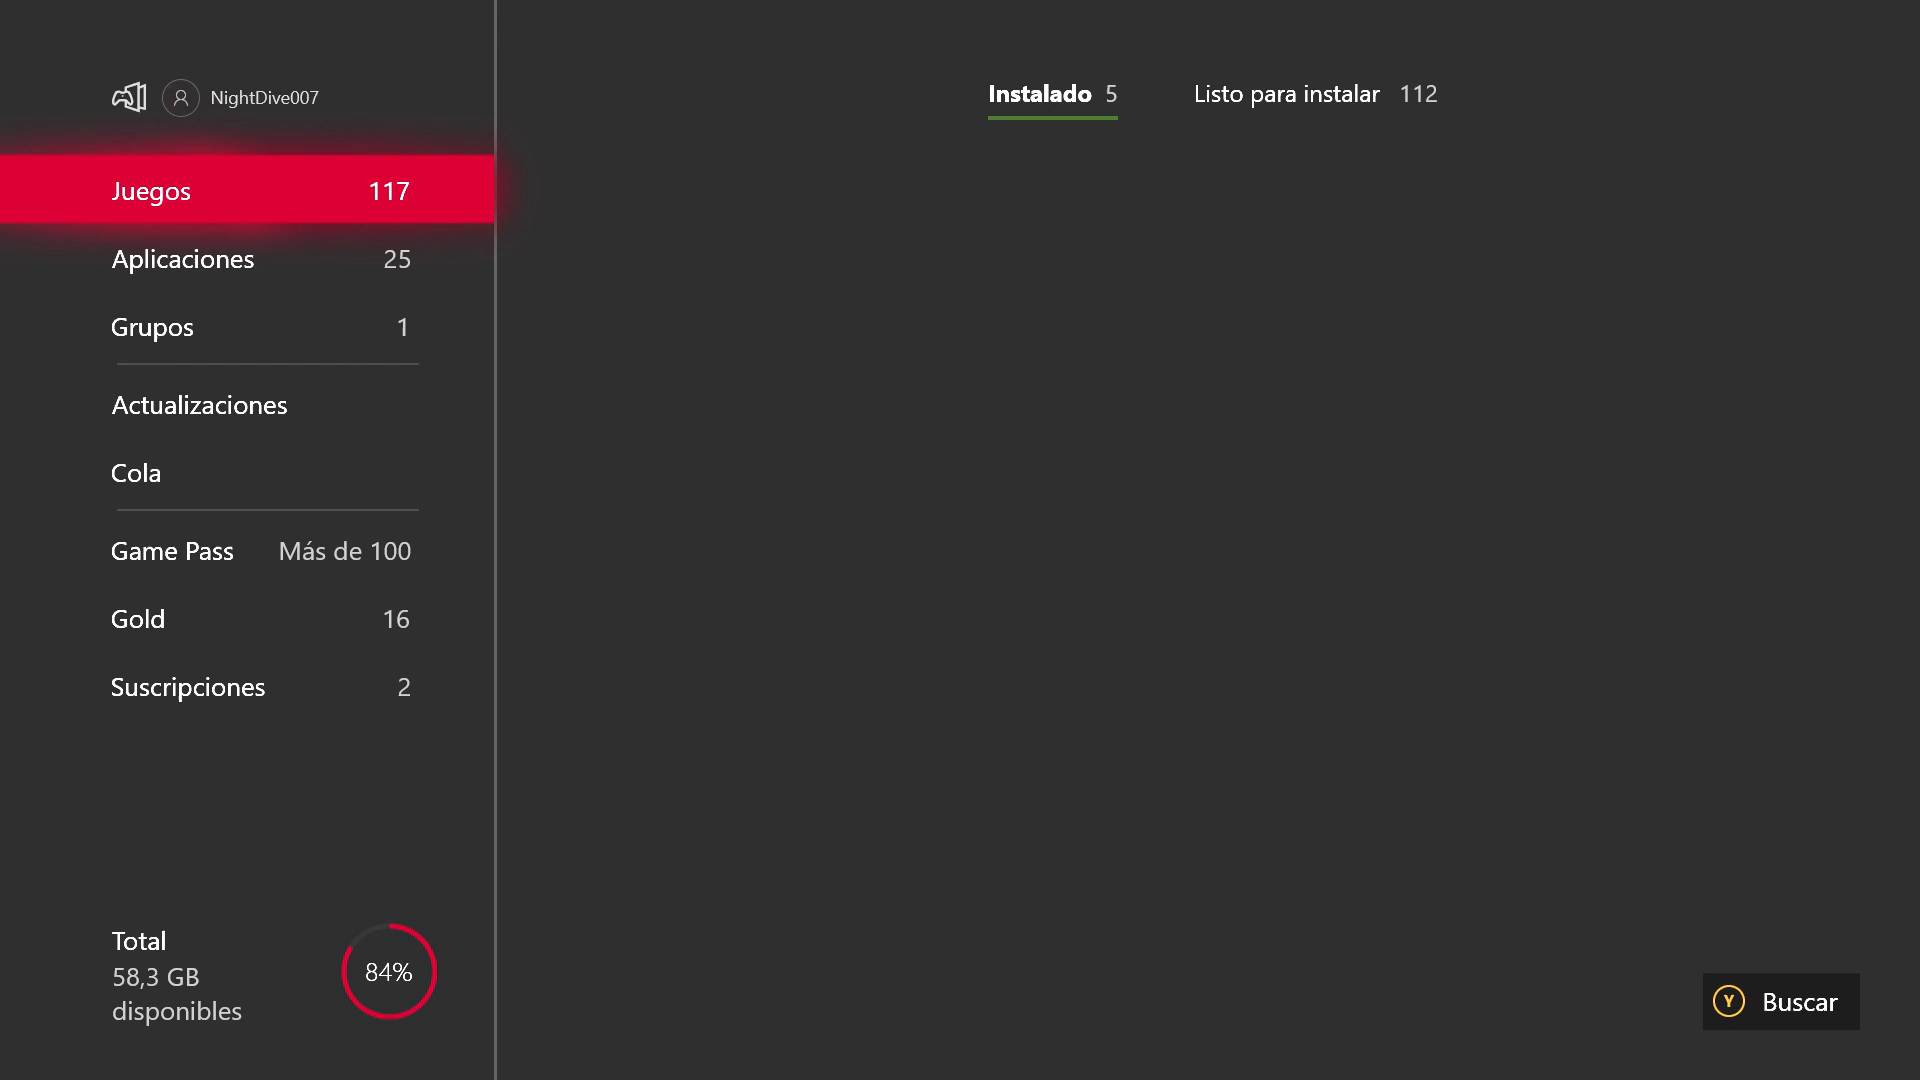 NightDive007
Juegos 117
Aplicaciones 25
Grupos 1
Actualizaciones
Cola
Game Pass Más de 100
Gold 16
Suscripciones 2
Total
58,3 GB
disponibles
84%
Instalado 5
Listo para instalar 112
Y Buscar